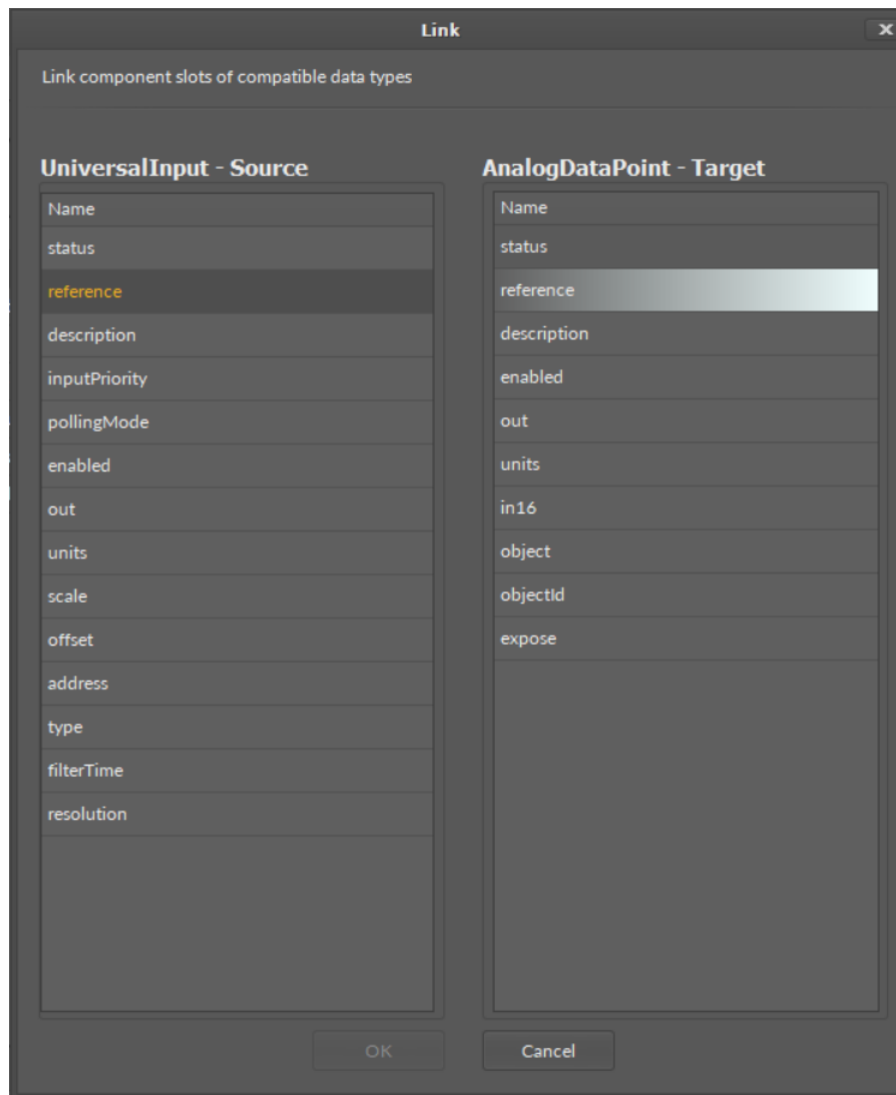 Link
Link component slots of compatible data types
UniversalInput - Source
Name
status
reference
description
inputPriority
pollingMode
enabled
out
units
scale
offset
address
type
filterTime
resolution
AnalogDataPoint - Target
Name
status
reference
description
enabled
out
units
in16
object
objectId
expose
OK
Cancel